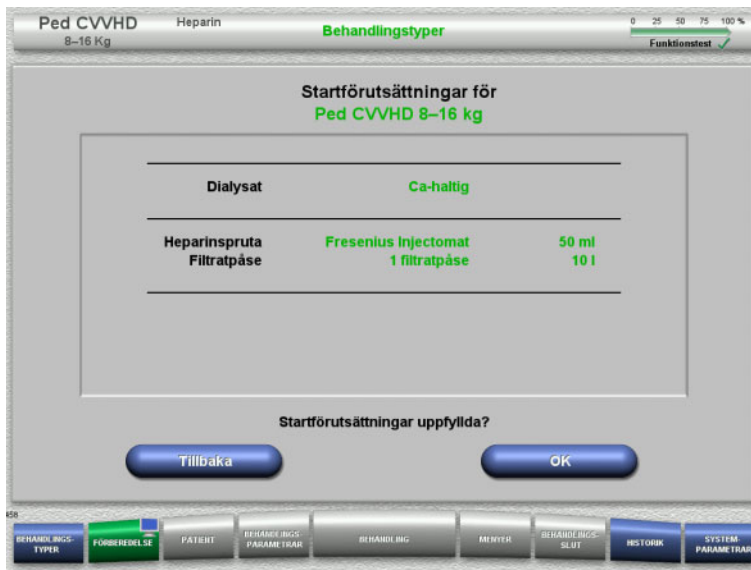 Ped CVVHD
8–16 Kg
Heparin
Behandlingstyper
0 25 50 75 100 %
Funktionstest
Startförutsättningar för
Ped CVVHD 8–16 kg
Dialysat Ca-haltig
Heparinspruta Fresenius Injectomat 50 ml
Filtratpåse 1 filtratpåse 10 l
Startförutsättningar uppfyllda?
Tillbaka OK
458
BEHANDLINGS-
TYPER
FÖRBEREDELSE
PATIENT
BEHANDLINGS-
PARAMETRAR
BEHANDLING
MENYER
BEHANDLINGS-
SLUT
HISTORIK
SYSTEM-
PARAMETRAR